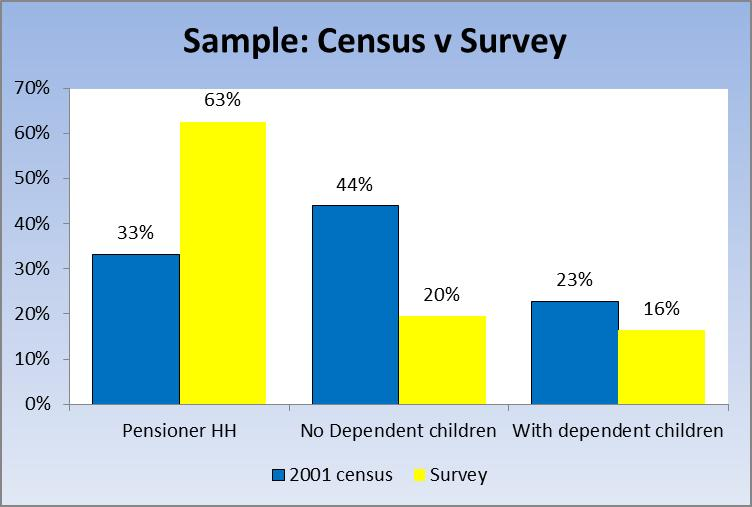 Sample: Census v Survey
70%
60%
50%
40%
30%
20%
10%
0%
33%
63%
44%
20%
23%
16%
Pensioner HH
No Dependent children
With dependent children
2001 census
Survey